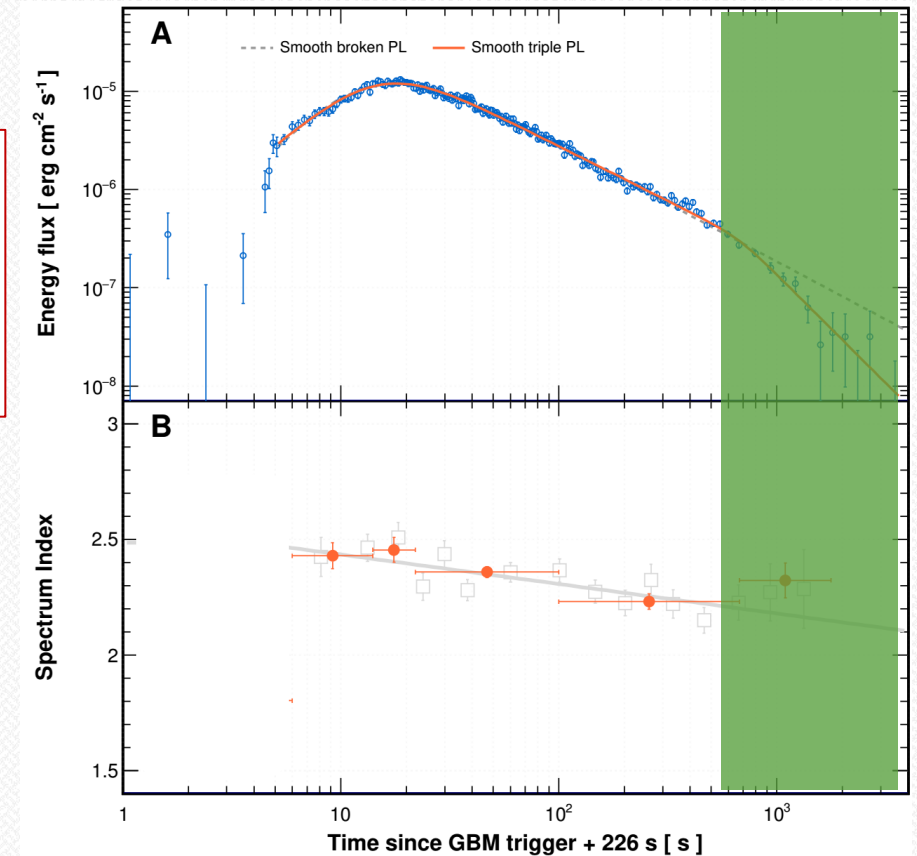 A
Smooth broken PL
Smooth triple PL
Energy flux [ erg cm⁻² s⁻¹ ]
10⁻⁵
10⁻⁶
10⁻⁷
10⁻⁸
B
Spectrum Index
3
2.5
2
1.5
1
10
10²
10³
Time since GBM trigger + 226 s [ s ]